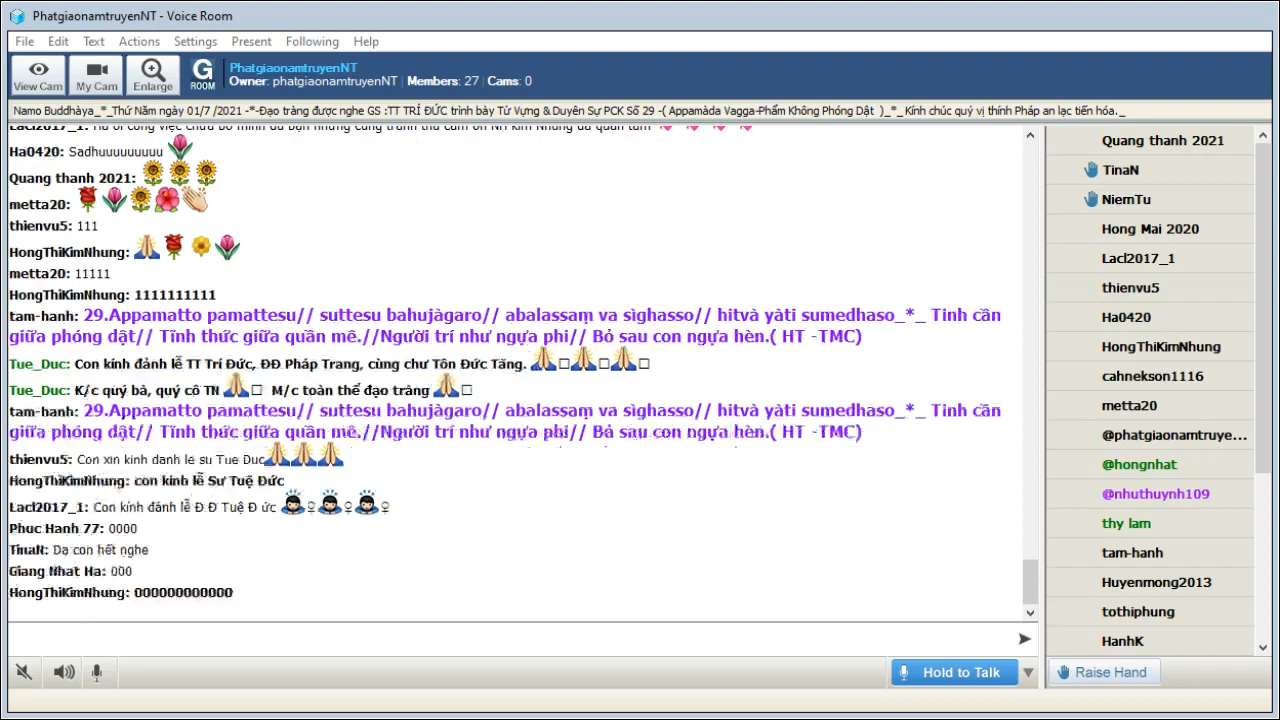 PhatgiaonamtruyenNT - Voice Room
File Edit Text Actions Settings Present Following Help
View Cam My Cam Enlarge G ROOM
PhatgiaonamtruyenNT
Owner: phatgiaonamtruyenNT Members: 27 Cams: 0
Namo Buddhàya_*_Thứ Năm ngày 01/7 /2021 -*-Đạo tràng được nghe GS :TT TRÍ ĐỨC trình bày Từ Vựng & Duyên Sự PCK Số 29 -( Appamàda Vagga-Phẩm Không Phóng Dật )_*_Kính chúc quý vị thính Pháp an lạc tiến hóa._
Ha0420: Sadhuuuuuuuuu
Quang thanh 2021:
metta20:
thienvu5: 111
HongThiKimNhung:
metta20: 11111
HongThiKimNhung: 1111111111
tam-hanh: 29.Appamatto pamattesu// suttesu bahujàgaro// abalassaṃ va sìghasso// hitvà yàti sumedhaso_*_ Tinh cần
giữa phóng dật// Tĩnh thức giữa quần mê.//Người trí như ngựa phi// Bỏ sau con ngựa hèn.( HT -TMC)
Tue_Duc: Con kính đảnh lễ TT Trí Đức, ĐĐ Pháp Trang, cùng chư Tôn Đức Tăng.
Tue_Duc: K/c quý bà, quý cô TN M/c toàn thể đạo tràng
tam-hanh: 29.Appamatto pamattesu// suttesu bahujàgaro// abalassaṃ va sìghasso// hitvà yàti sumedhaso_*_ Tinh cần
giữa phóng dật// Tĩnh thức giữa quần mê.//Người trí như ngựa phi// Bỏ sau con ngựa hèn.( HT -TMC)
thienvu5: Con xin kinh danh le su Tue Duc
HongThiKimNhung: con kinh lễ Sư Tuệ Đức
Lacl2017_1: Con kính đảnh lễ Đ Đ Tuệ Đ ức
Phuc Hanh 77: 0000
TinaN: Dạ con hết nghe
Giang Nhat Ha: 000
HongThiKimNhung: 000000000000
Hold to Talk
Quang thanh 2021
TinaN
NiemTu
Hong Mai 2020
Lacl2017_1
thienvu5
Ha0420
HongThiKimNhung
cahnekson1116
metta20
@phatgiaonamtruye...
@hongnhat
@nhuthuynh109
thy lam
tam-hanh
Huyenmong2013
tothiphung
HanhK
Raise Hand